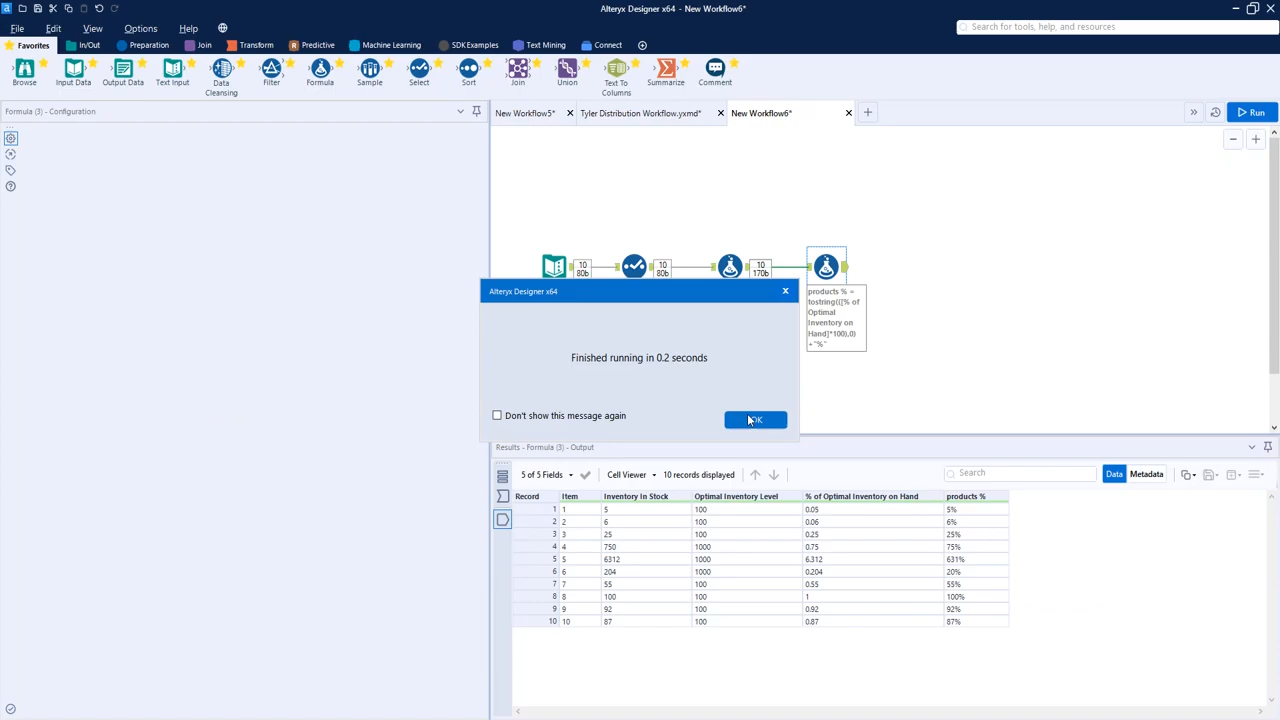 Alteryx Designer x64 - New Workflow6*
File Edit View Options Help
Search for tools, help, and resources
Favorites In/Out Preparation Join Transform Predictive Machine Learning SDK Examples Text Mining Connect
Browse Input Data Output Data Text Input Data Cleansing Filter Formula Sample Select Sort Join Union Text To Columns Summarize Comment
Formula (3) - Configuration
New Workflow5* Tyler Distribution Workflow.yxmd* New Workflow6*
Run
10 80b
10 80b
10 170b
Alteryx Designer x64
Finished running in 0.2 seconds
Don't show this message again
OK
products % =
tostring(([% of
Optimal
Inventory on
Hand]*100),0)
+"%"
Results - Formula (3) - Output
5 of 5 Fields Cell Viewer 10 records displayed Search Data Metadata
Record Item Inventory In Stock Optimal Inventory Level % of Optimal Inventory on Hand products %
1 1 5 100 0.05 5%
2 2 6 100 0.06 6%
3 3 25 100 0.25 25%
4 4 750 1000 0.75 75%
5 5 6312 1000 6.312 631%
6 6 204 1000 0.204 20%
7 7 55 100 0.55 55%
8 8 100 100 1 100%
9 9 92 100 0.92 92%
10 10 87 100 0.87 87%